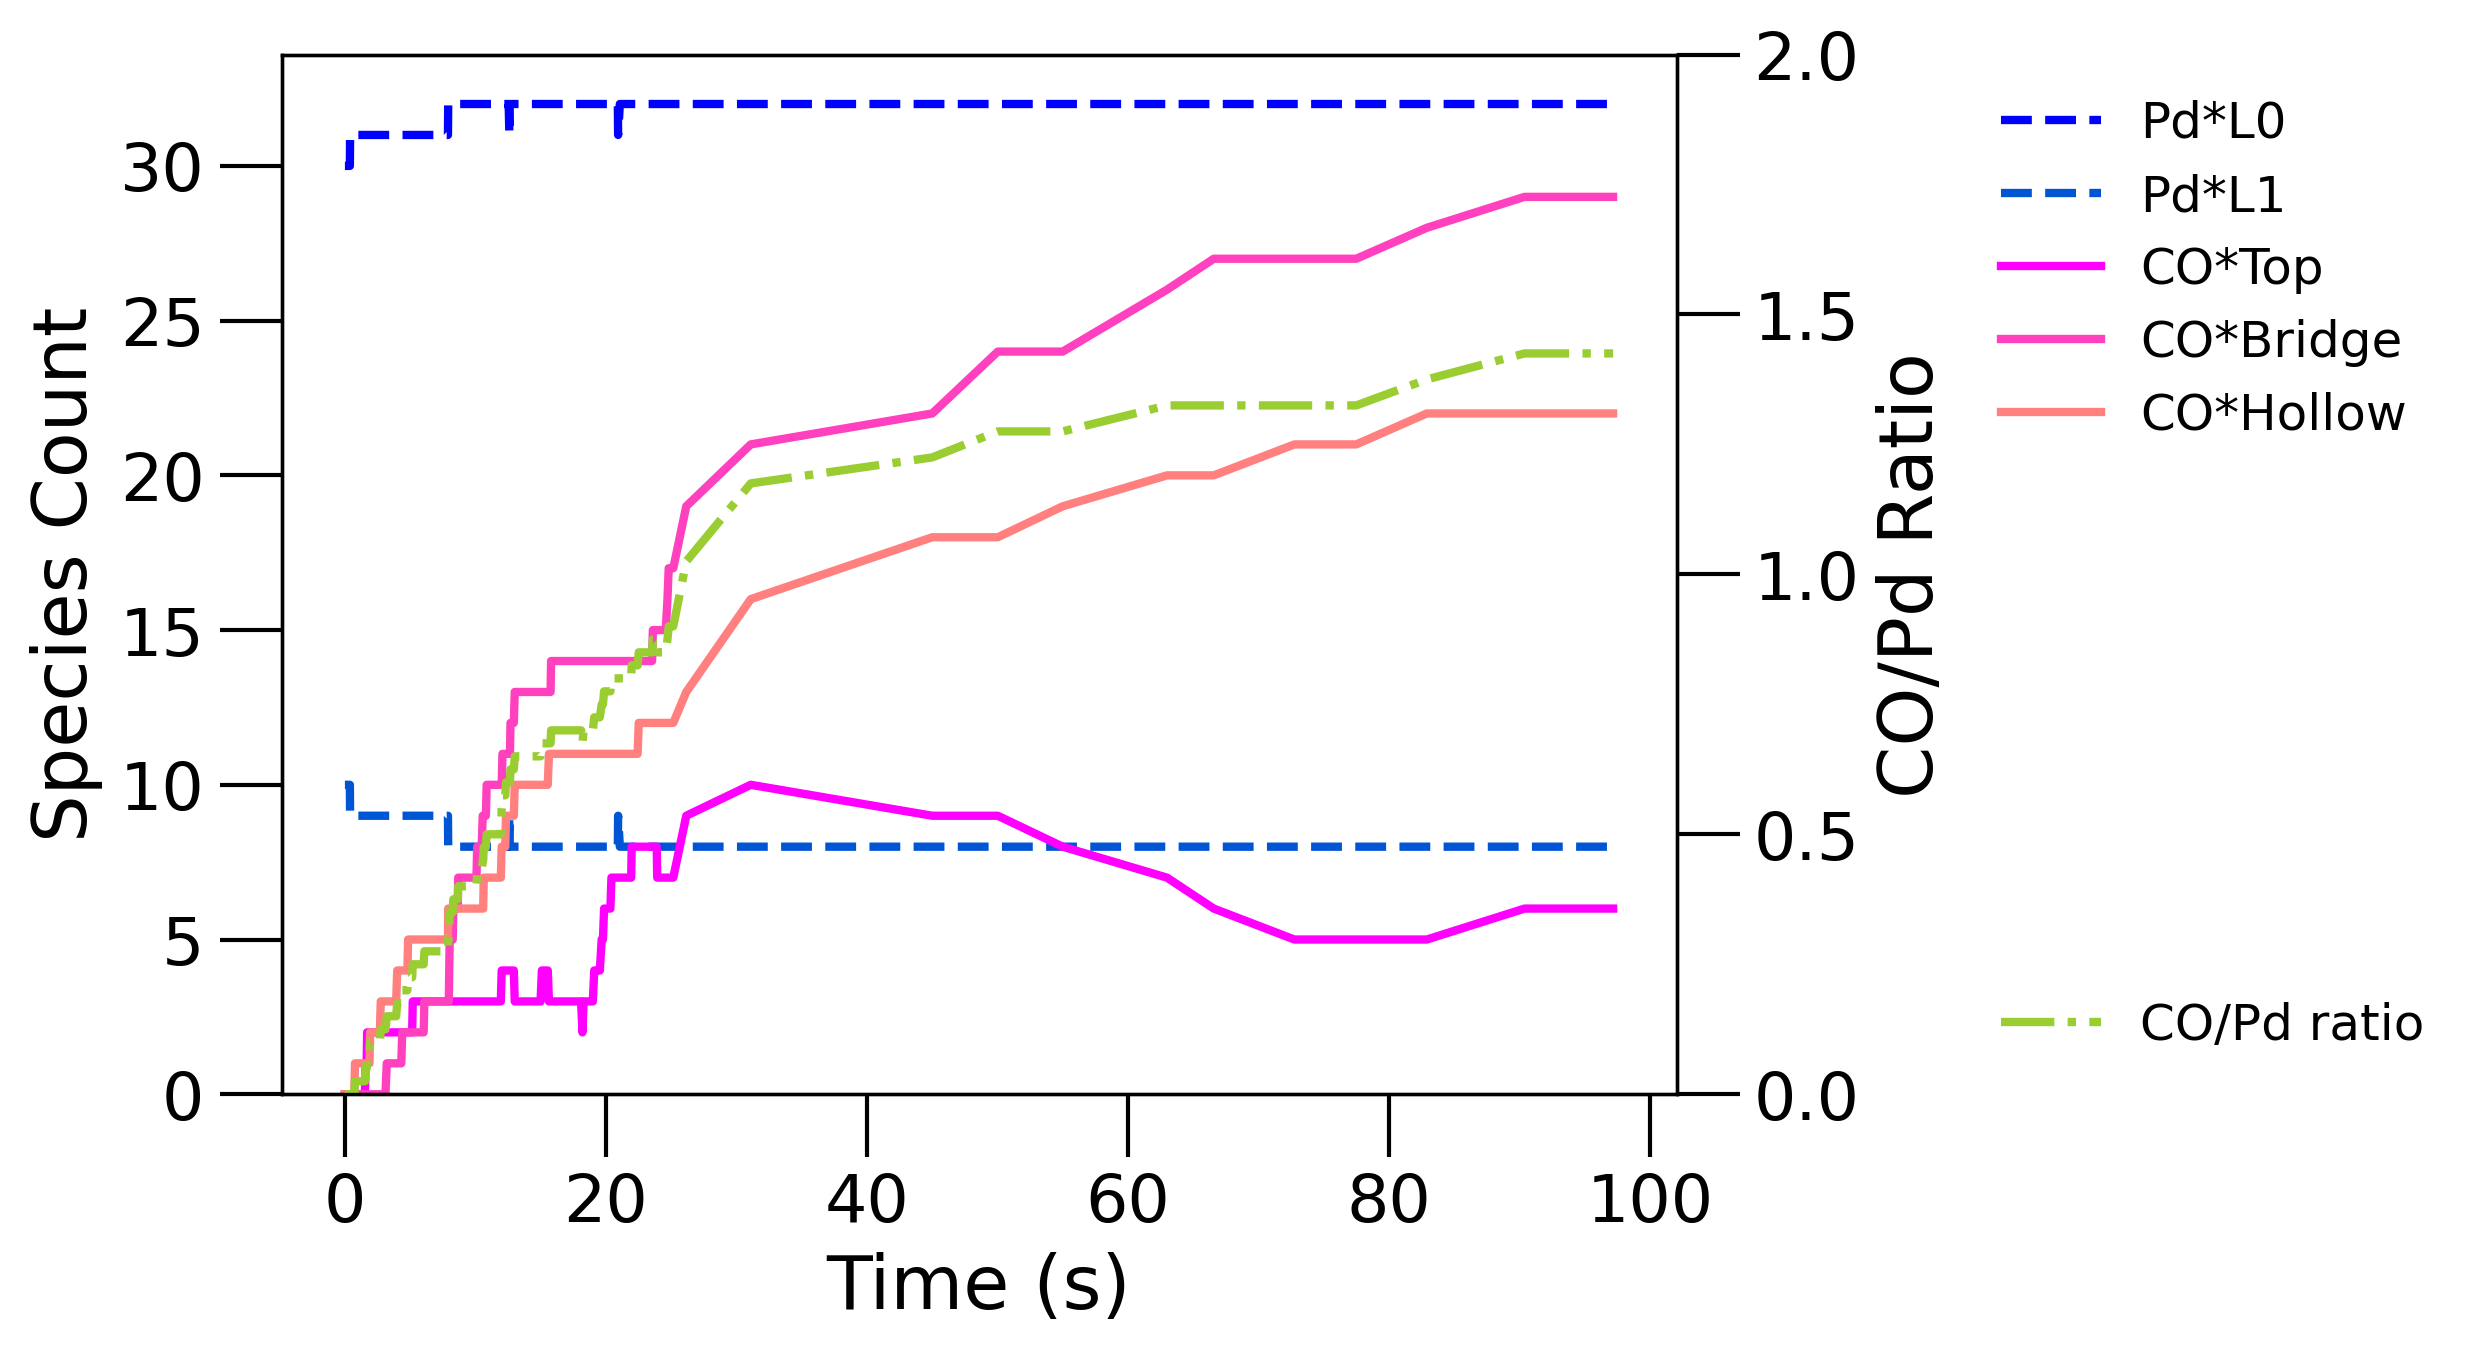 Species Count
30
25
20
15
10
5
0
0 20 40 60 80 100
Time (s)
2.0
1.5
1.0
0.5
0.0
CO/Pd Ratio
Pd*L0
Pd*L1
CO*Top
CO*Bridge
CO*Hollow
CO/Pd ratio